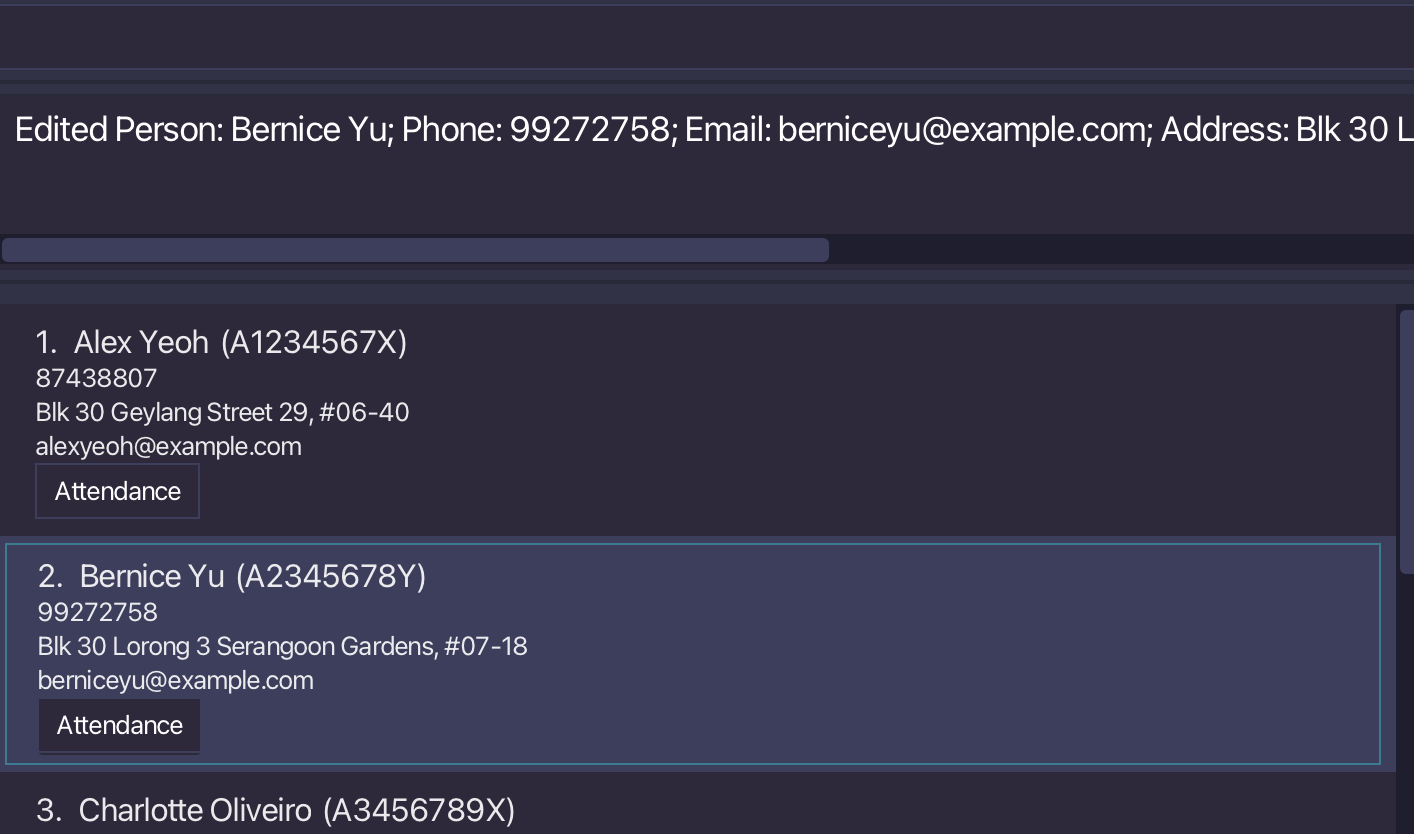 Edited Person: Bernice Yu; Phone: 99272758; Email: berniceyu@example.com; Address: Blk 30 L
1. Alex Yeoh (A1234567X)
87438807
Blk 30 Geylang Street 29, #06-40
alexyeoh@example.com
Attendance
2. Bernice Yu (A2345678Y)
99272758
Blk 30 Lorong 3 Serangoon Gardens, #07-18
berniceyu@example.com
Attendance
3. Charlotte Oliveiro (A3456789X)